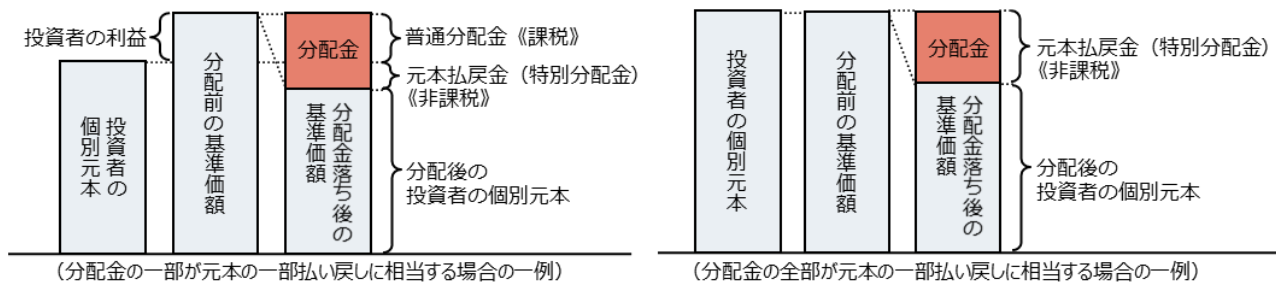 投資者の利益
投資者の
個別元本
分配前の基準価額
分配金
分配金落ち後の
基準価額
普通分配金《課税》
元本払戻金（特別分配金）
《非課税》
分配後の
投資者の個別元本
（分配金の一部が元本の一部払い戻しに相当する場合の一例）
投資者の個別元本
分配前の基準価額
分配金
分配金落ち後の
基準価額
元本払戻金（特別分配金）
《非課税》
分配後の
投資者の個別元本
（分配金の全部が元本の一部払い戻しに相当する場合の一例）